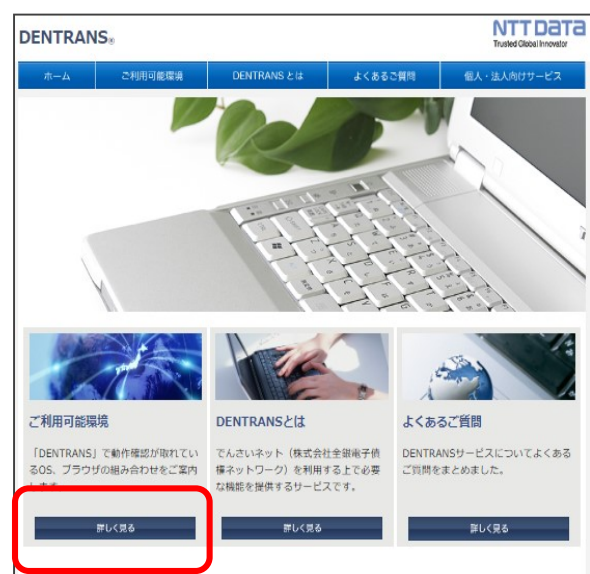 DENTRANS®
NTT DATA
Trusted Global Innovator
ホーム
ご利用可能環境
DENTRANS とは
よくあるご質問
個人・法人向けサービス
ご利用可能環境
「DENTRANS」で動作確認が取れてい
るOS、ブラウザの組み合わせをご案内
します。
詳しく見る
DENTRANSとは
でんさいネット（株式会社全銀電子債
権ネットワーク）を利用する上で必要
な機能を提供するサービスです。
詳しく見る
よくあるご質問
DENTRANSサービスについてよくある
ご質問をまとめました。
詳しく見る